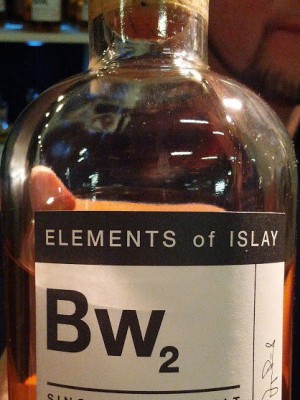 ELEMENTS of ISLAY
Bw2